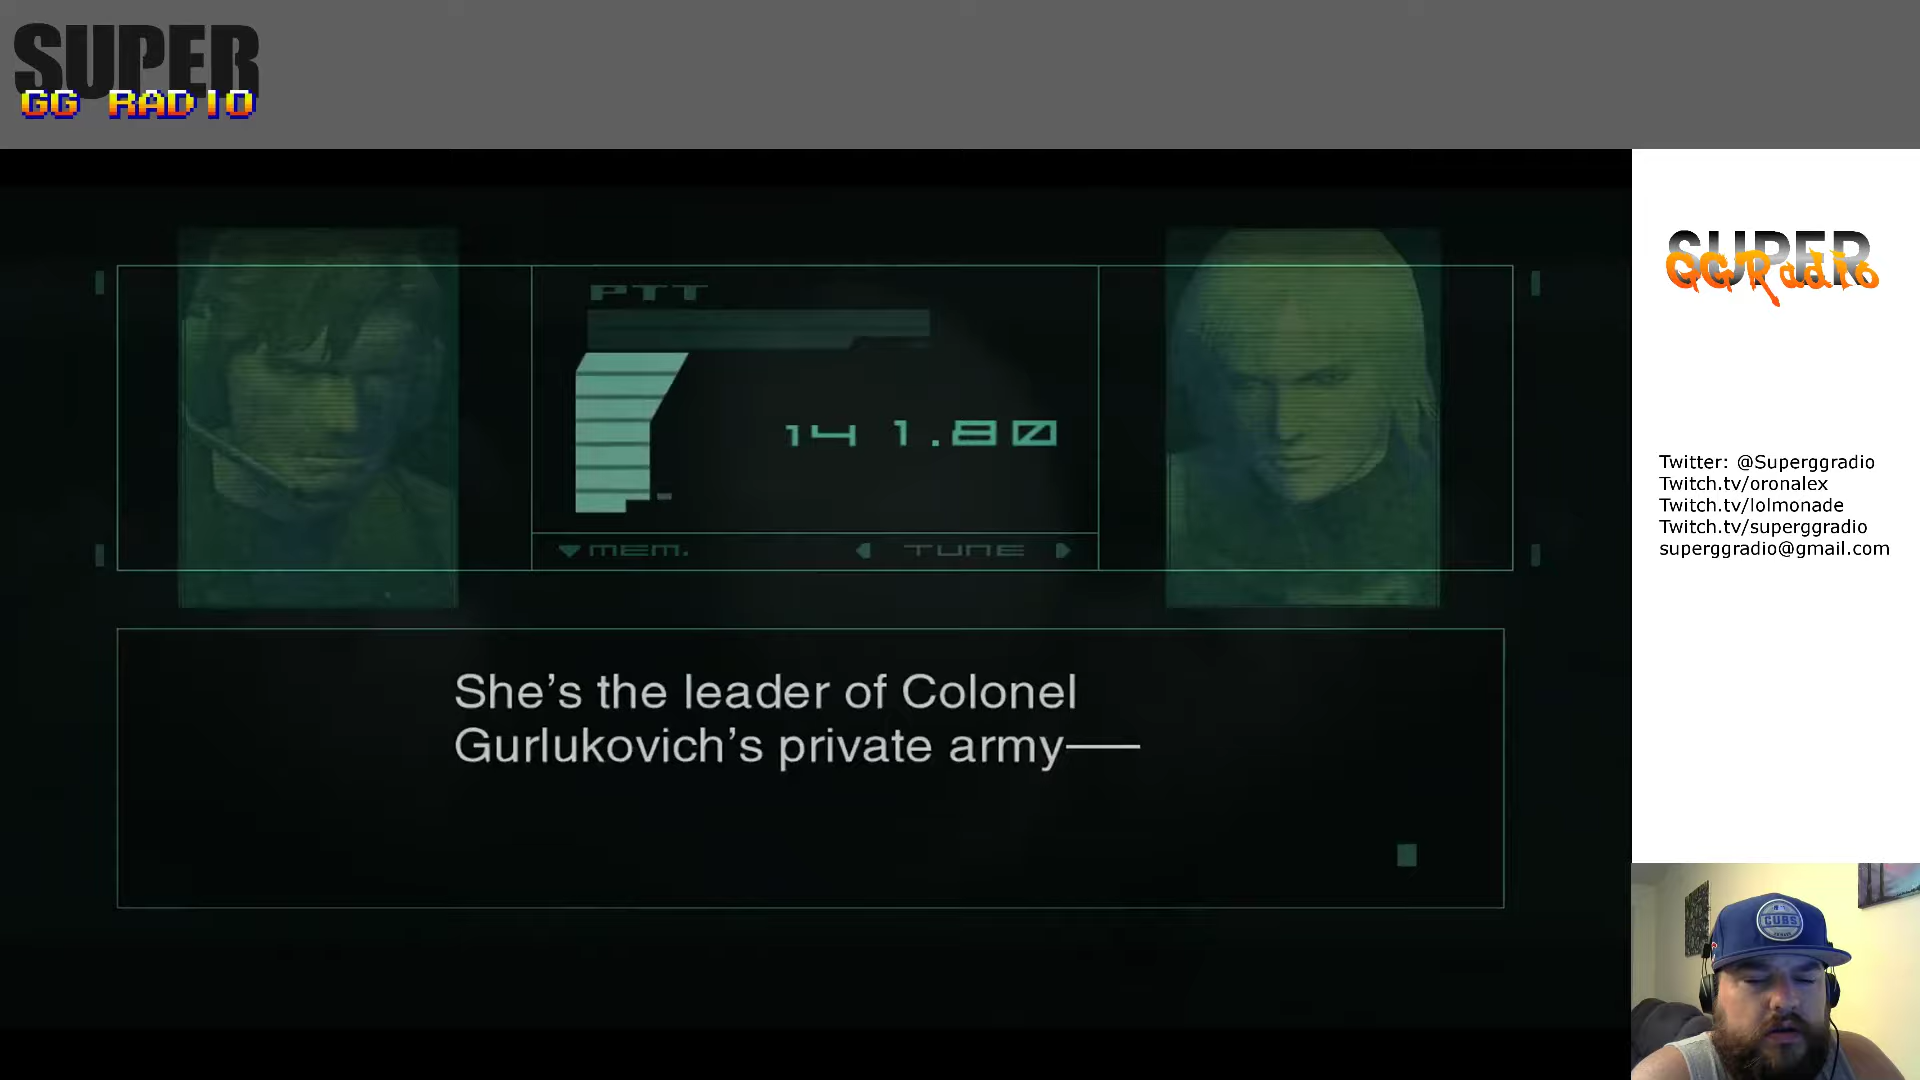 SUPER
GG RADIO
SUPER
GGRadio
PTT
141.80
MEM.
TUNE
She's the leader of Colonel
Gurlukovich's private army——
Twitter: @Superggradio
Twitch.tv/oronalex
Twitch.tv/lolmonade
Twitch.tv/superggradio
superggradio@gmail.com
CUBS